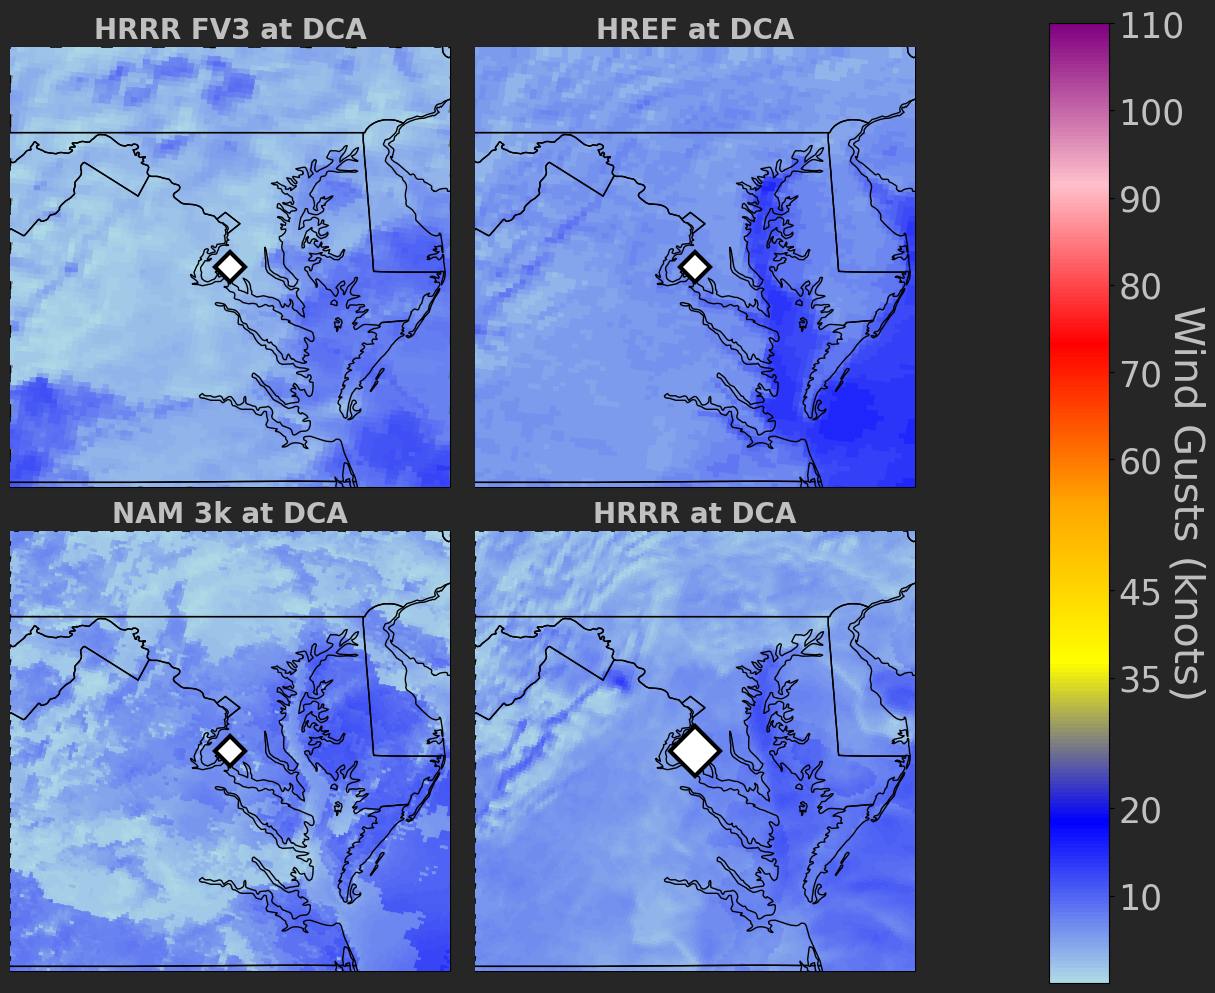 HRRR FV3 at DCA
HREF at DCA
NAM 3k at DCA
HRRR at DCA
110
100
90
80
70
60
45
35
20
10
Wind Gusts (knots)